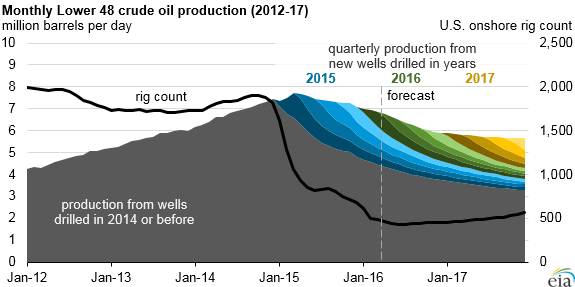 Monthly Lower 48 crude oil production (2012-17)
million barrels per day
U.S. onshore rig count
10
9
8
7
6
5
4
3
2
1
0
2,500
2,000
1,500
1,000
500
0
quarterly production from
new wells drilled in years
2015
2016
2017
forecast
rig count
production from wells
drilled in 2014 or before
Jan-12
Jan-13
Jan-14
Jan-15
Jan-16
Jan-17
eia